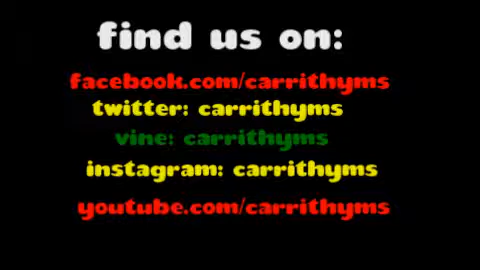 find us on:
facebook.com/carrithyms
twitter: carrithyms
vine: carrithyms
instagram: carrithyms
youtube.com/carrithyms